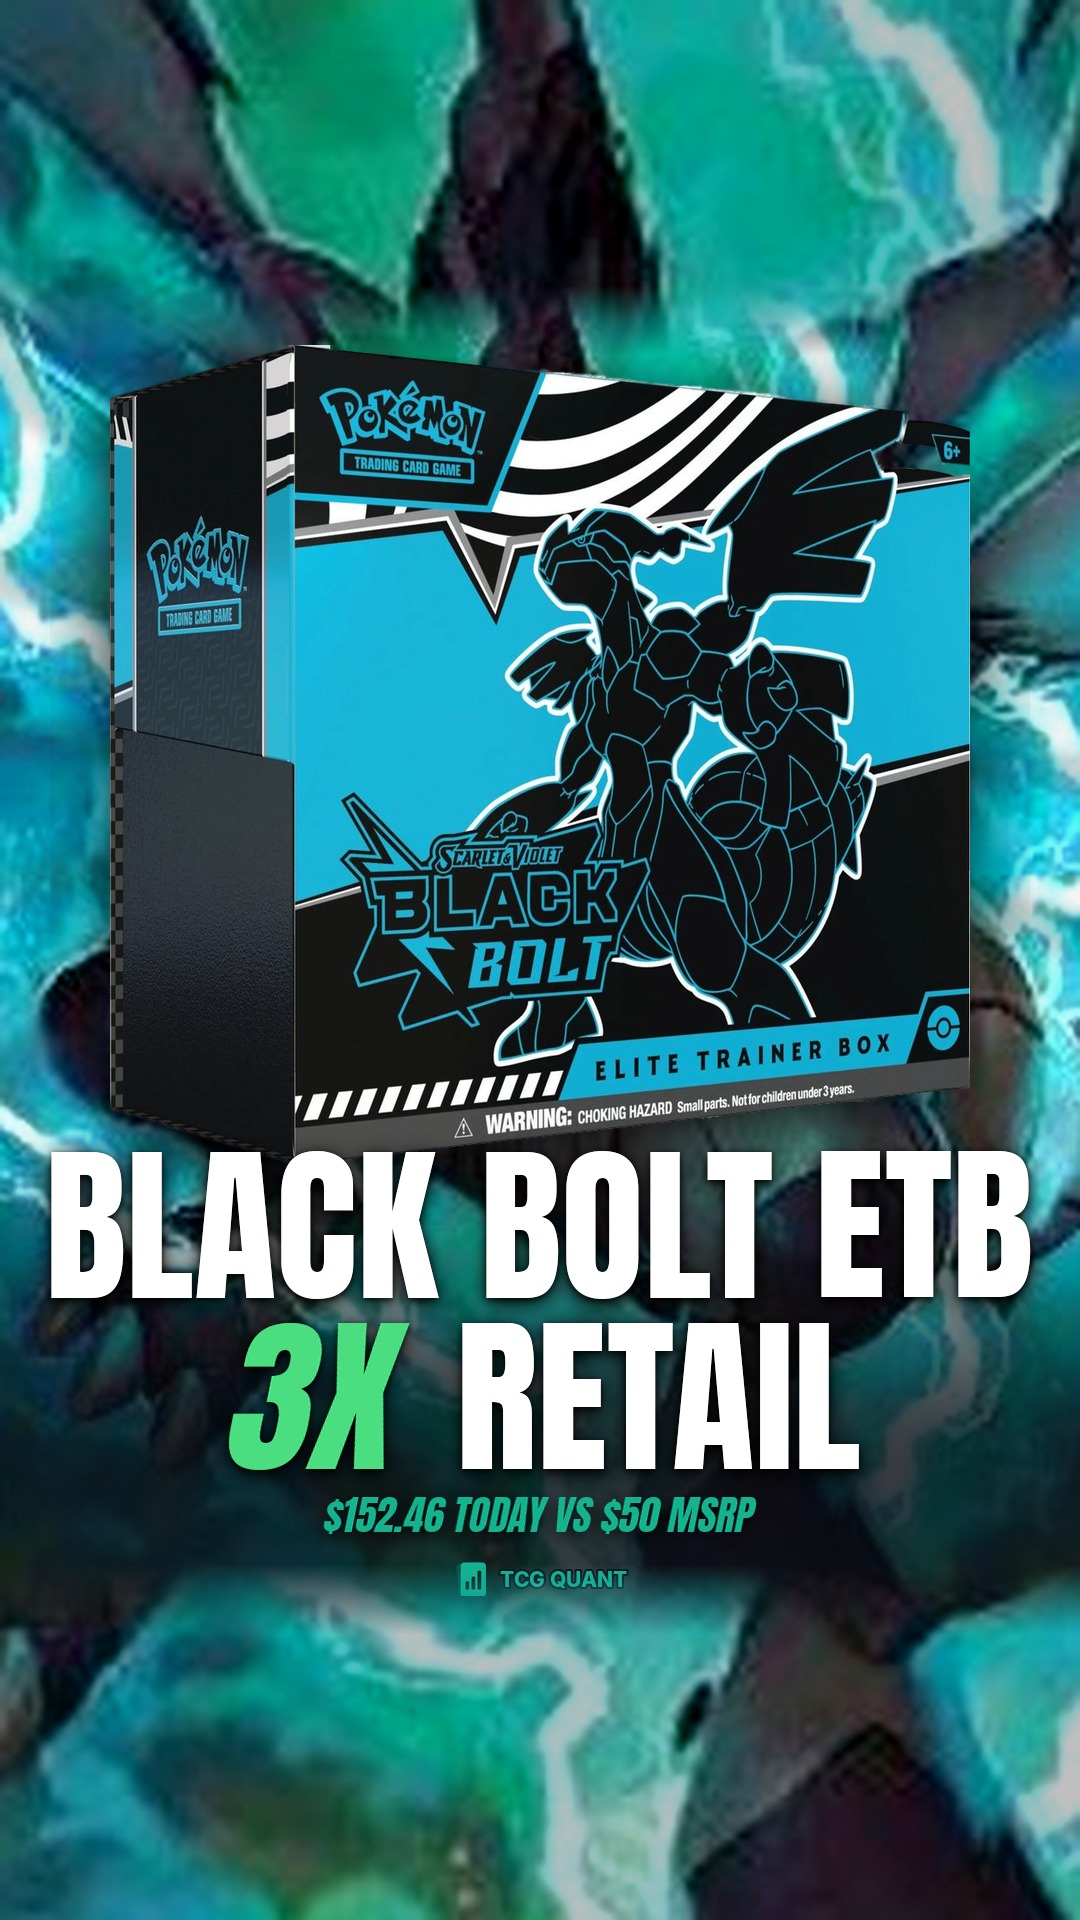 POKéMON
TRADING CARD GAME
6+
POKéMON
TRADING CARD GAME
SCARLET & VIOLET
BLACK
BOLT
ELITE TRAINER BOX
WARNING: CHOKING HAZARD Small parts. Not for children under 3 years.
BLACK BOLT ETB
3X RETAIL
$152.46 TODAY VS $50 MSRP
TCG QUANT